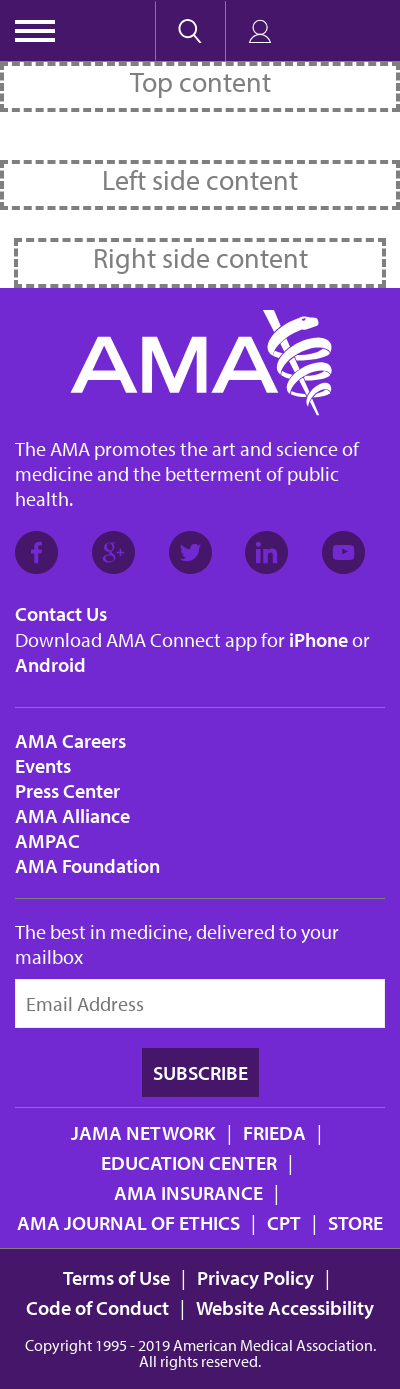 Top content
Left side content
Right side content
AMA
The AMA promotes the art and science of
medicine and the betterment of public
health.
Contact Us
Download AMA Connect app for iPhone or
Android
AMA Careers
Events
Press Center
AMA Alliance
AMPAC
AMA Foundation
The best in medicine, delivered to your
mailbox
Email Address
SUBSCRIBE
JAMA NETWORK | FRIEDA |
EDUCATION CENTER |
AMA INSURANCE |
AMA JOURNAL OF ETHICS | CPT | STORE
Terms of Use | Privacy Policy |
Code of Conduct | Website Accessibility
Copyright 1995 - 2019 American Medical Association.
All rights reserved.